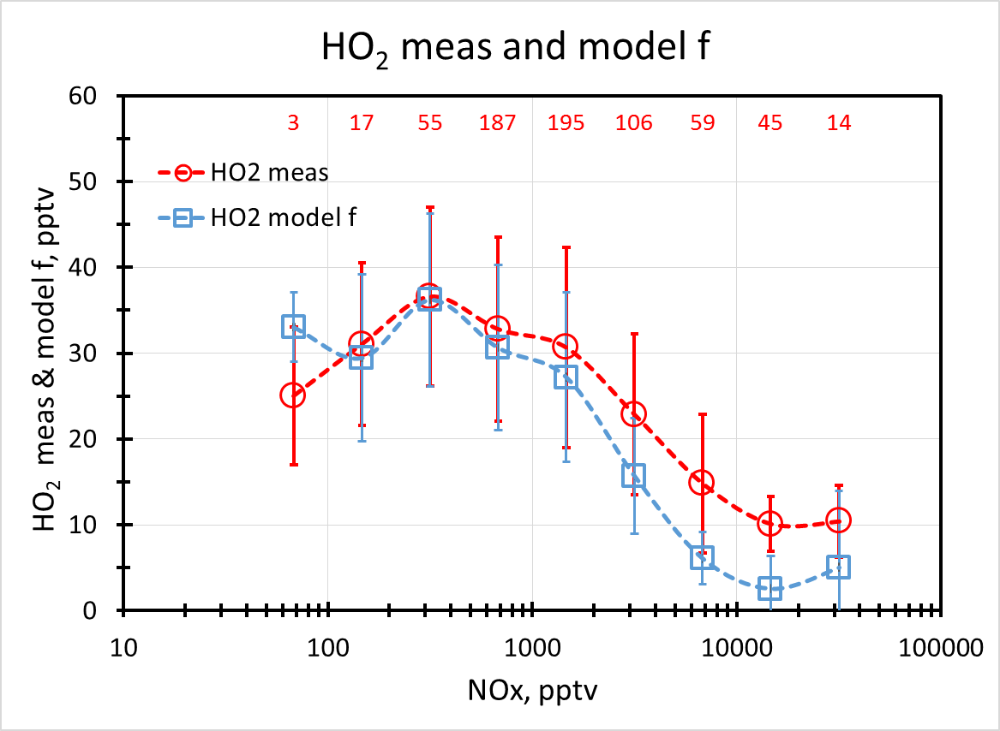 HO2 meas and model f
60
3 17 55 187 195 106 59 45 14
HO2 meas
50
HO2 model f
40
30
20
10
0
HO2 meas & model f, pptv
10 100 1000 10000 100000
NOx, pptv